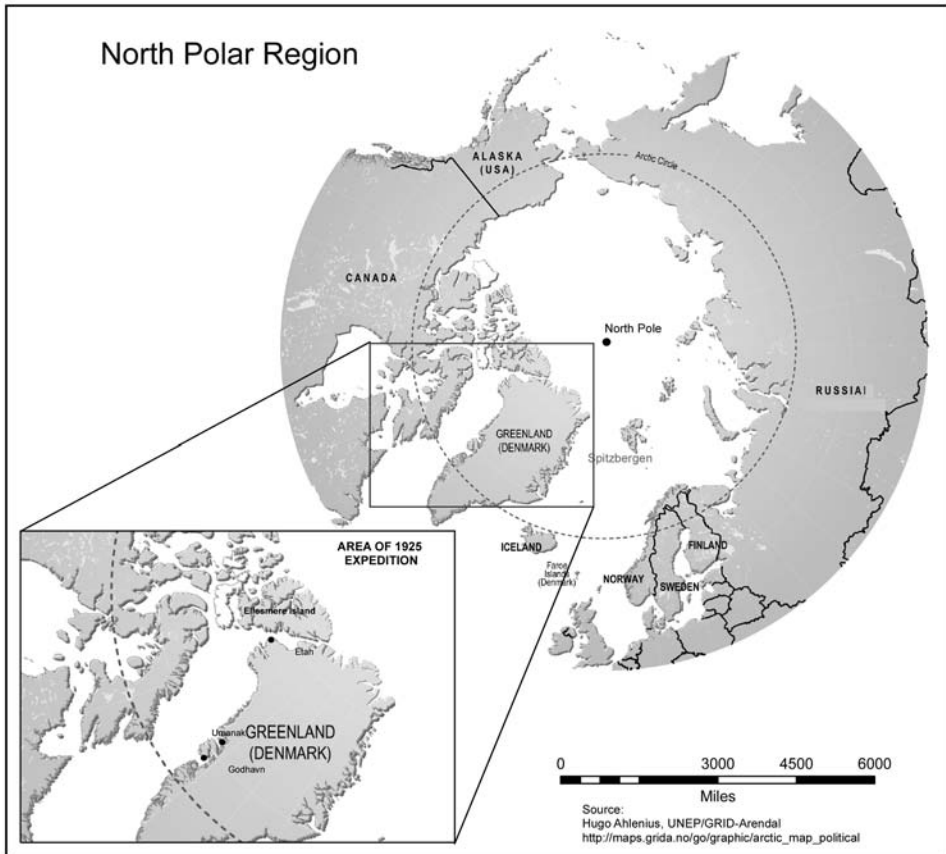 North Polar Region
ALASKA
(USA)
Arctic Circle
CANADA
North Pole
RUSSIA
GREENLAND
(DENMARK)
Spitzbergen
ICELAND
Faroe
Islands
(Denmark)
NORWAY
SWEDEN
FINLAND
AREA OF 1925
EXPEDITION
Ellesmere Island
Etah
Umanak
GREENLAND
(DENMARK)
Godhavn
0 3000 4500 6000
Miles
Source:
Hugo Ahlenius, UNEP/GRID-Arendal
http://maps.grida.no/go/graphic/arctic_map_political